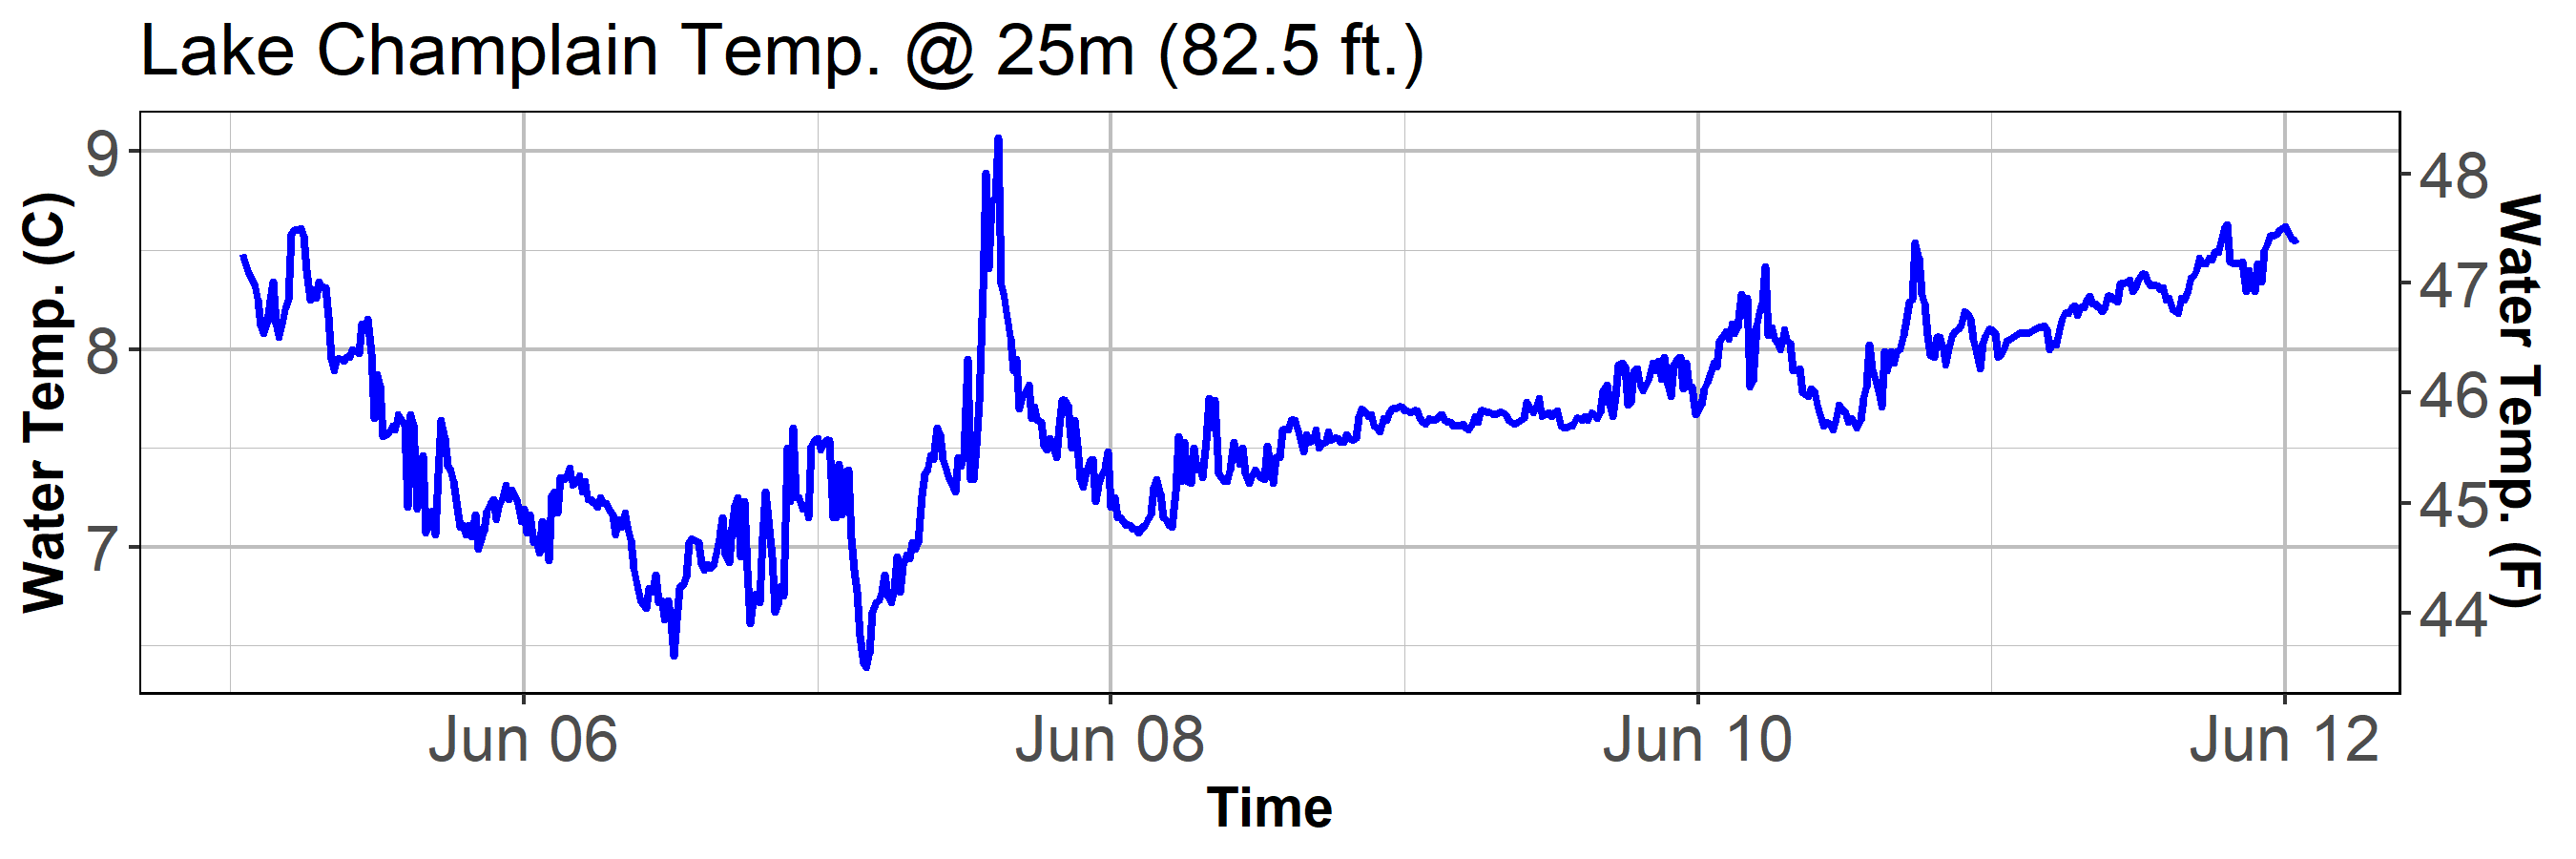 Lake Champlain Temp. @ 25m (82.5 ft.)
Water Temp. (C)
9
8
7
48
47
46
45
44
Water Temp. (F)
Jun 06
Jun 08
Jun 10
Jun 12
Time